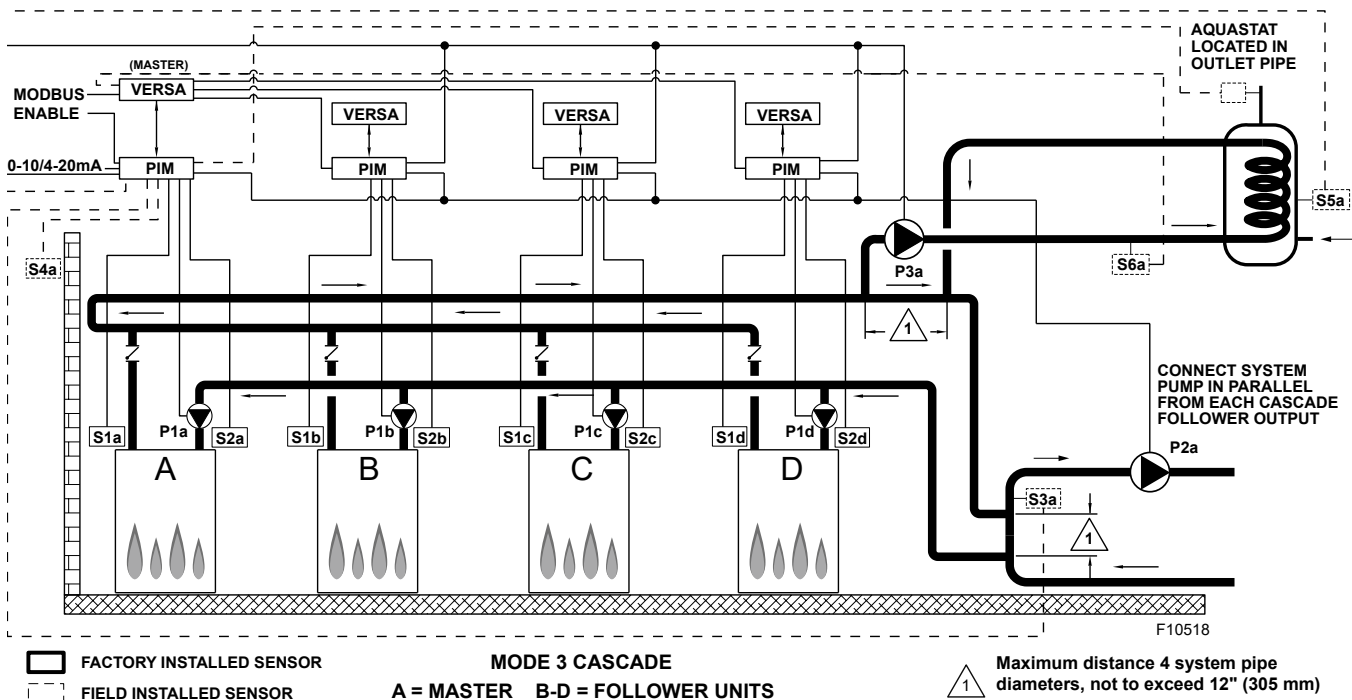 AQUASTAT
LOCATED IN
OUTLET PIPE
(MASTER)
MODBUS
VERSA
ENABLE
VERSA
VERSA
VERSA
0-10/4-20mA
PIM
PIM
PIM
PIM
S5a
S4a
P3a
S6a
1
CONNECT SYSTEM
PUMP IN PARALLEL
FROM EACH CASCADE
FOLLOWER OUTPUT
S1a
P1a
S2a
S1b
P1b
S2b
S1c
P1c
S2c
S1d
P1d
S2d
P2a
A
B
C
D
S3a
1
F10518
FACTORY INSTALLED SENSOR
FIELD INSTALLED SENSOR
MODE 3 CASCADE
A = MASTER B-D = FOLLOWER UNITS
1
Maximum distance 4 system pipe
diameters, not to exceed 12" (305 mm)